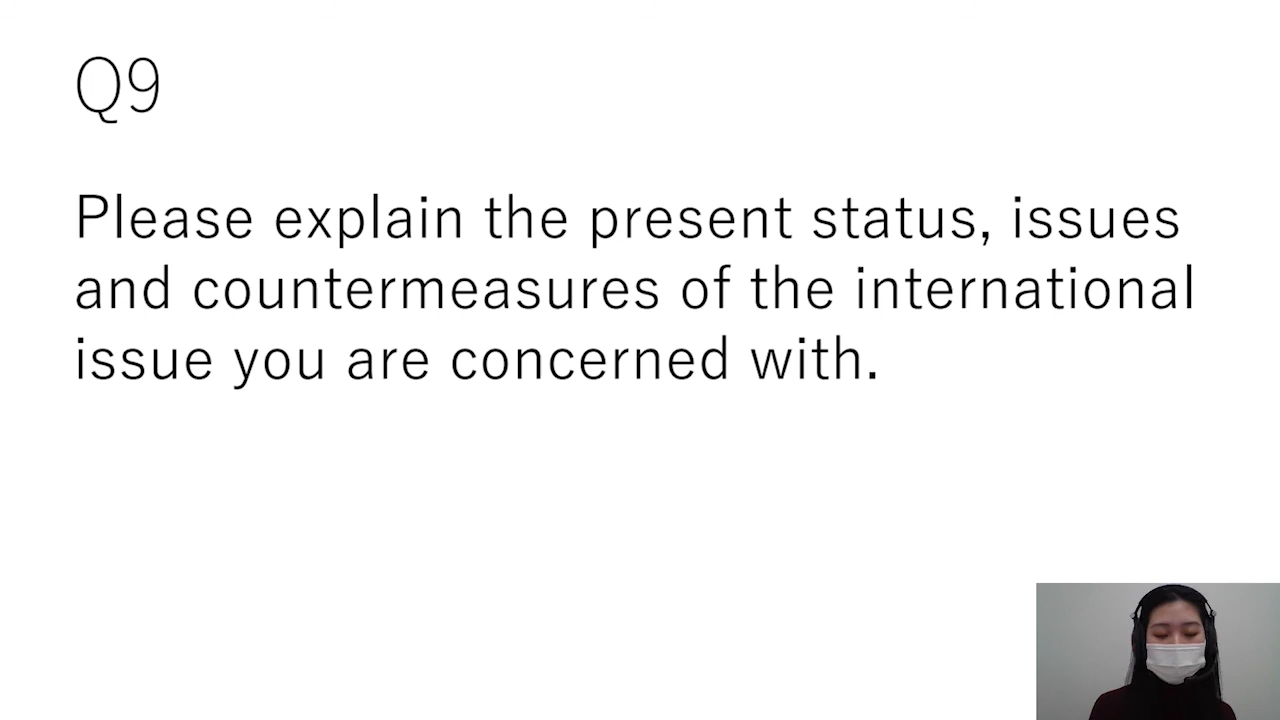 Q9
Please explain the present status, issues
and countermeasures of the international
issue you are concerned with.